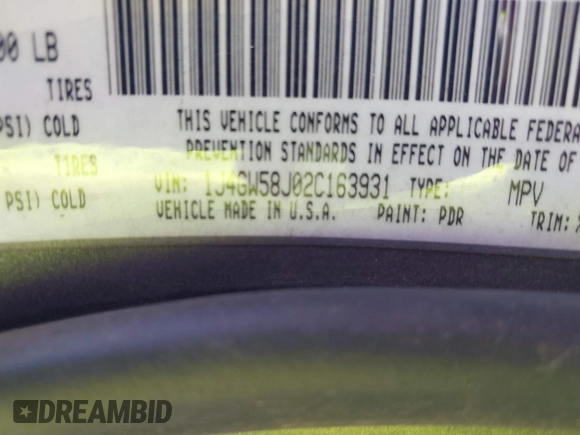 00 LB
TIRES
PSI) COLD
TIRES
PSI) COLD
THIS VEHICLE CONFORMS TO ALL APPLICABLE FEDERA
PREVENTION STANDARDS IN EFFECT ON THE DATE OF
VIN: 1J4GW58J02C163931 TYPE: MPV
VEHICLE MADE IN U.S.A. PAINT: PDR TRIM:
DREAMBID